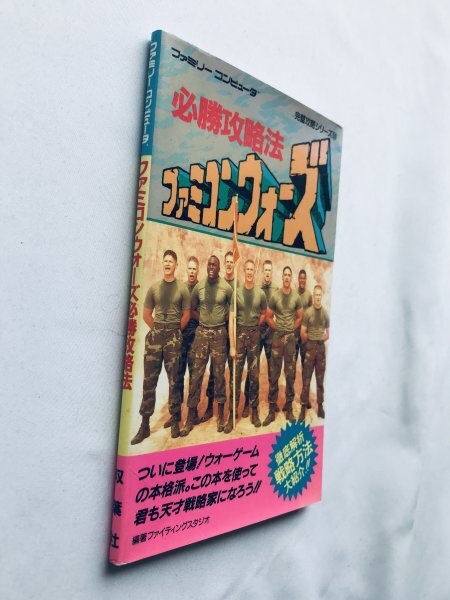 ファミリー コンピュータ
完璧攻略シリーズ
必勝攻略法
ファミコンウォーズ
徹底解析
戦略方法
大紹介!!
ついに登場!ウォーゲーム
の本格派。この本を使って
君も天才戦略家になろう!!
編著ファイティングスタジオ
ファミリー コンピュータ
ファミコンウォーズ必勝攻略法
双葉社